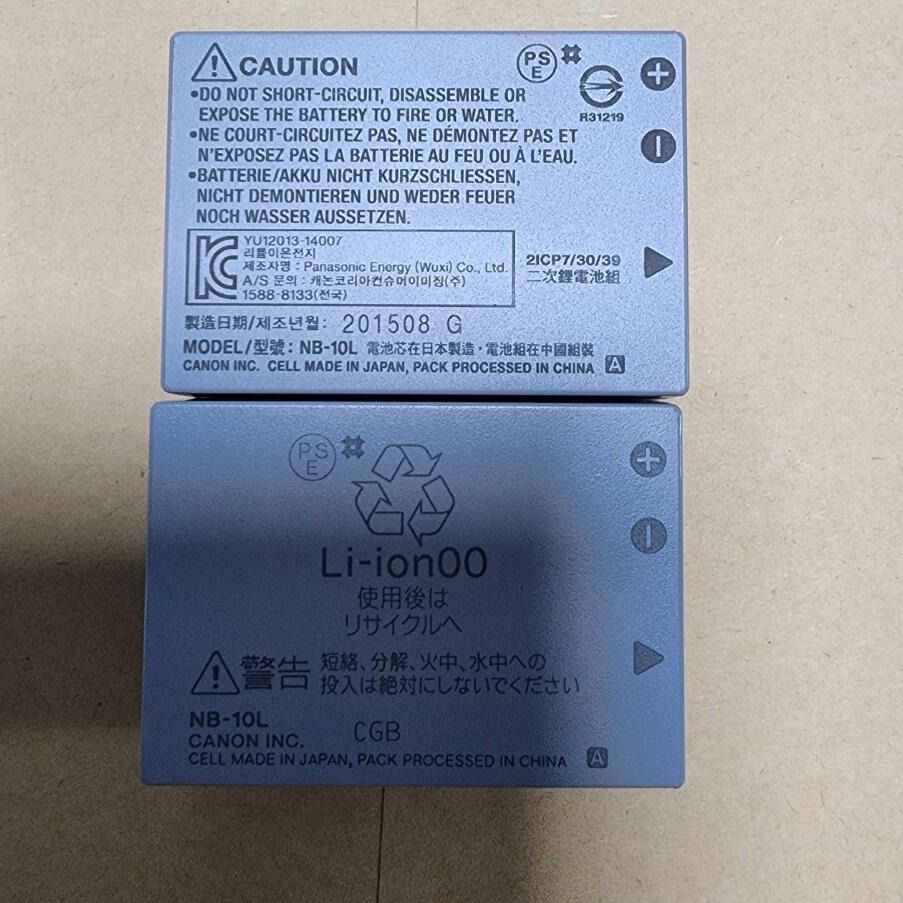 CAUTION
PS
E
R31219
•DO NOT SHORT-CIRCUIT, DISASSEMBLE OR
EXPOSE THE BATTERY TO FIRE OR WATER.
•NE COURT-CIRCUITEZ PAS, NE DÉMONTEZ PAS ET
N'EXPOSEZ PAS LA BATTERIE AU FEU OU À L'EAU.
•BATTERIE/AKKU NICHT KURZSCHLIESSEN,
NICHT DEMONTIEREN UND WEDER FEUER
NOCH WASSER AUSSETZEN.
YU12013-14007
리튬이온전지
제조자명 : Panasonic Energy (Wuxi) Co., Ltd.
A/S 문의 : 캐논코리아컨슈머이미징(주)
1588-8133(전국)
2ICP7/30/39
二次鋰電池組
製造日期/제조년월: 201508 G
MODEL/型號: NB-10L 電池芯在日本製造，電池組在中國組裝
CANON INC. CELL MADE IN JAPAN, PACK PROCESSED IN CHINA A
PS
E
Li-ion00
使用後は
リサイクルへ
警告 短絡、分解、火中、水中への
投入は絶対にしないでください
NB-10L
CGB
CANON INC.
CELL MADE IN JAPAN, PACK PROCESSED IN CHINA A